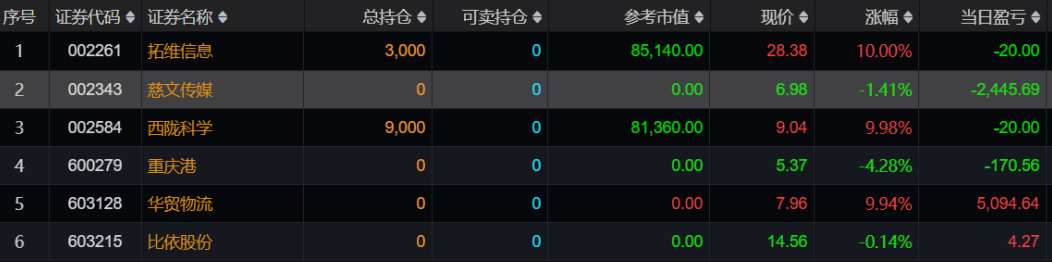 序号 证券代码 证券名称 总持仓 可卖持仓 参考市值 现价 涨幅 当日盈亏
1 002261 拓维信息 3,000 0 85,140.00 28.38 10.00% -20.00
2 002343 慈文传媒 0 0 0.00 6.98 -1.41% -2,445.69
3 002584 西陇科学 9,000 0 81,360.00 9.04 9.98% -20.00
4 600279 重庆港 0 0 0.00 5.37 -4.28% -170.56
5 603128 华贸物流 0 0 0.00 7.96 9.94% 5,094.64
6 603215 比依股份 0 0 0.00 14.56 -0.14% 4.27